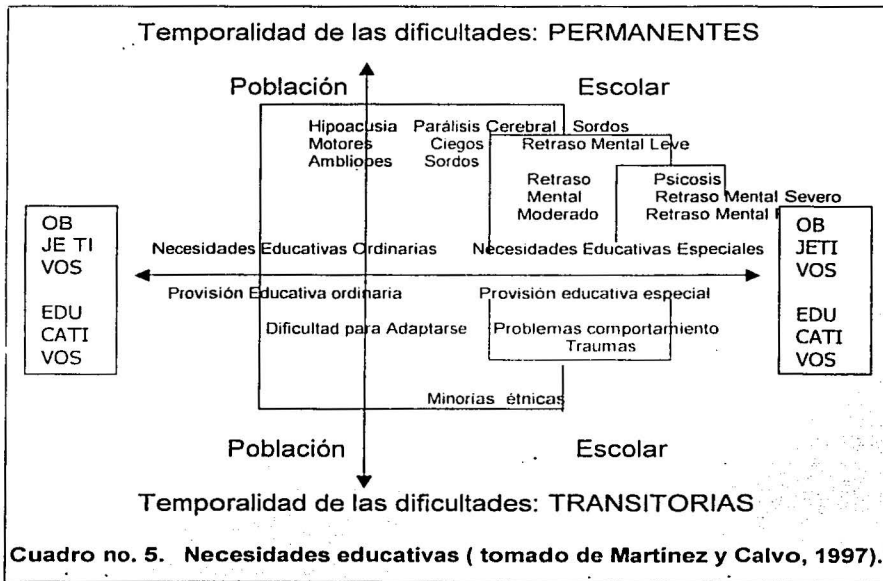 Temporalidad de las dificultades: PERMANENTES
Población Escolar
Hipoacusia Parálisis Cerebral Sordos
Motores Ciegos Retraso Mental Leve
Ambliopes Sordos
Retraso Psicosis
Mental Retraso Mental Severo
Moderado Retraso Mental
OB
JE TI
VOS
EDU
CATI
VOS
Necesidades Educativas Ordinarias Necesidades Educativas Especiales
Provisión Educativa ordinaria Provisión educativa especial
Dificultad para Adaptarse Problemas comportamiento
Traumas
Minorías étnicas
OB
JETI
VOS
EDU
CATI
VOS
Población Escolar
Temporalidad de las dificultades: TRANSITORIAS
Cuadro no. 5. Necesidades educativas ( tomado de Martínez y Calvo, 1997).